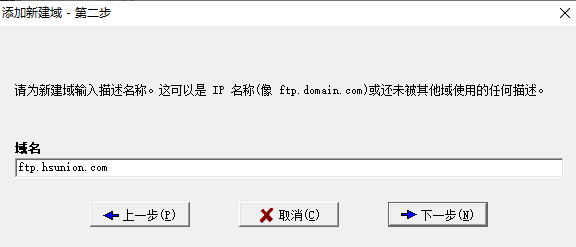 添加新建域 - 第二步
请为新建域输入描述名称。这可以是 IP 名称(像 ftp.domain.com)或还未被其他域使用的任何描述。
域名
ftp.hsunion.com
上一步(P) 取消(C) 下一步(N)